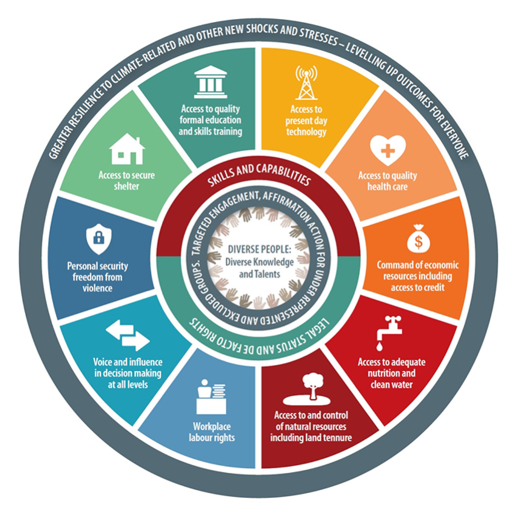 GREATER RESILIENCE TO CLIMATE-RELATED AND OTHER NEW SHOCKS AND STRESSES – LEVELLING UP OUTCOMES FOR EVERYONE
Access to quality
formal education
and skills training
Access to
present day
technology
Access to quality
health care
Command of economic
resources including
access to credit
$
Access to adequate
nutrition and
clean water
Access to and control
of natural resources
including land tennure
Workplace
labour rights
Voice and influence
in decision making
at all levels
Personal security
freedom from
violence
Access to secure
shelter
SKILLS AND CAPABILITIES
LEGAL STATUS AND DE FACTO RIGHTS
TARGETED ENGAGEMENT, AFFIRMATION ACTION FOR UNDER REPRESENTED AND EXCLUDED GROUPS.
DIVERSE PEOPLE:
Diverse Knowledge
and Talents